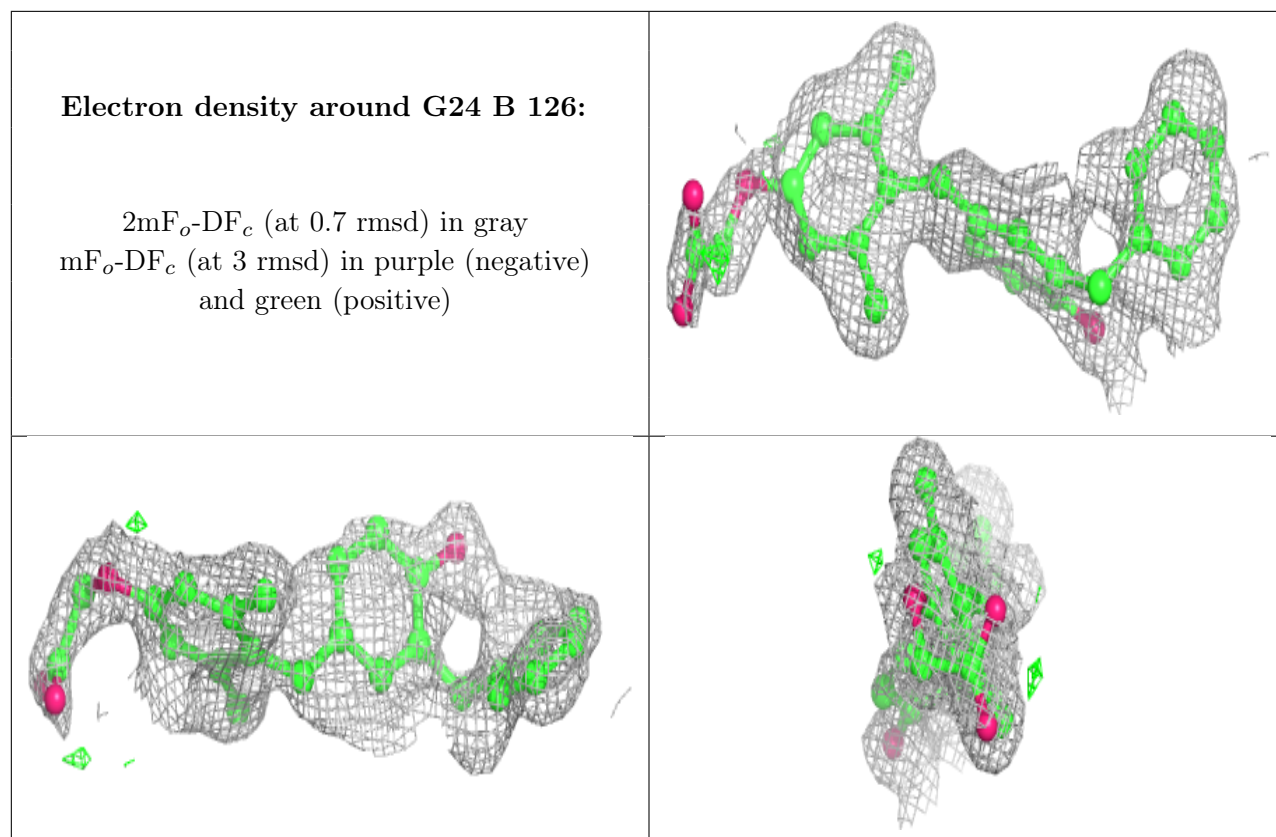 Electron density around G24 B 126:
2mFo-DFc (at 0.7 rmsd) in gray
mFo-DFc (at 3 rmsd) in purple (negative)
and green (positive)